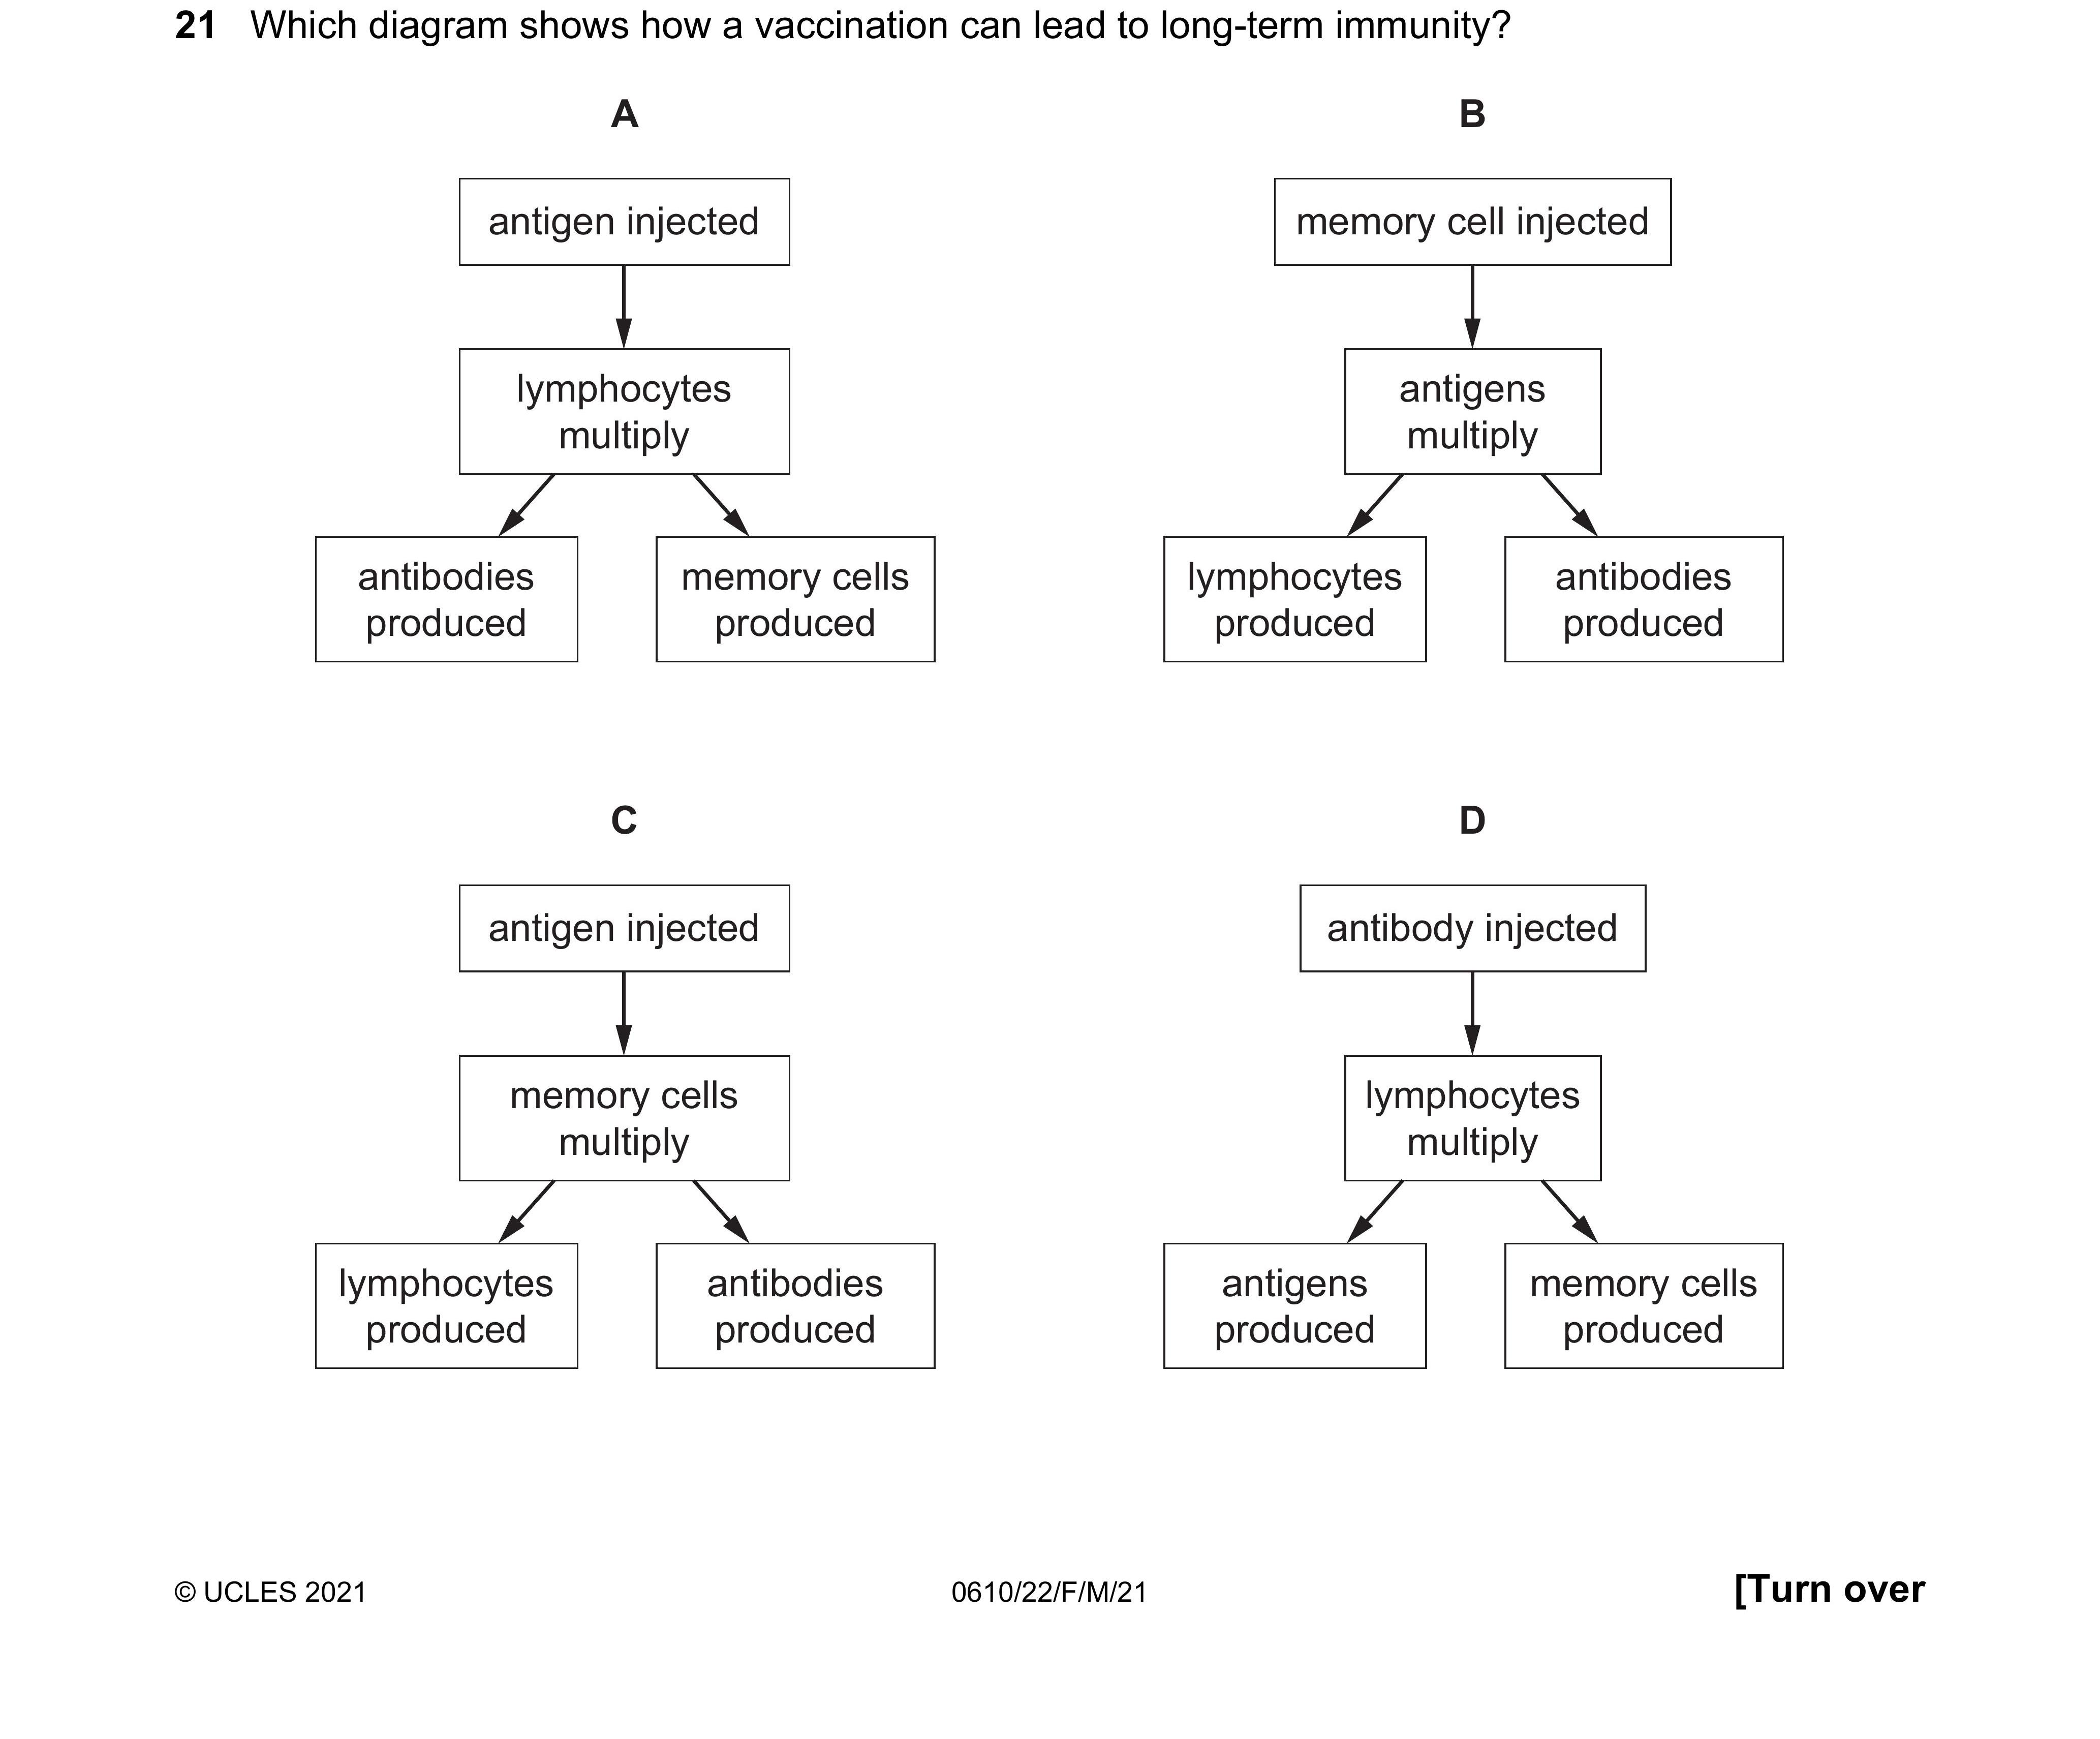 21 Which diagram shows how a vaccination can lead to long-term immunity?
A
antigen injected
lymphocytes
multiply
antibodies
produced
memory cells
produced
B
memory cell injected
antigens
multiply
lymphocytes
produced
antibodies
produced
C
antigen injected
memory cells
multiply
lymphocytes
produced
antibodies
produced
D
antibody injected
lymphocytes
multiply
antigens
produced
memory cells
produced
© UCLES 2021
0610/22/F/M/21
[Turn over